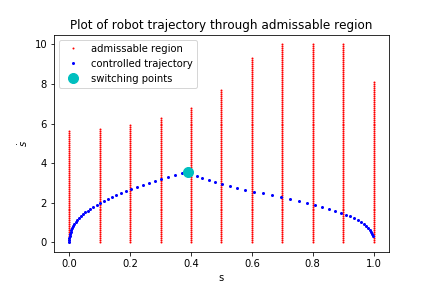 Plot of robot trajectory through admissable region
admissable region
controlled trajectory
switching points
ṡ
10
8
6
4
2
0
0.0 0.2 0.4 0.6 0.8 1.0
s